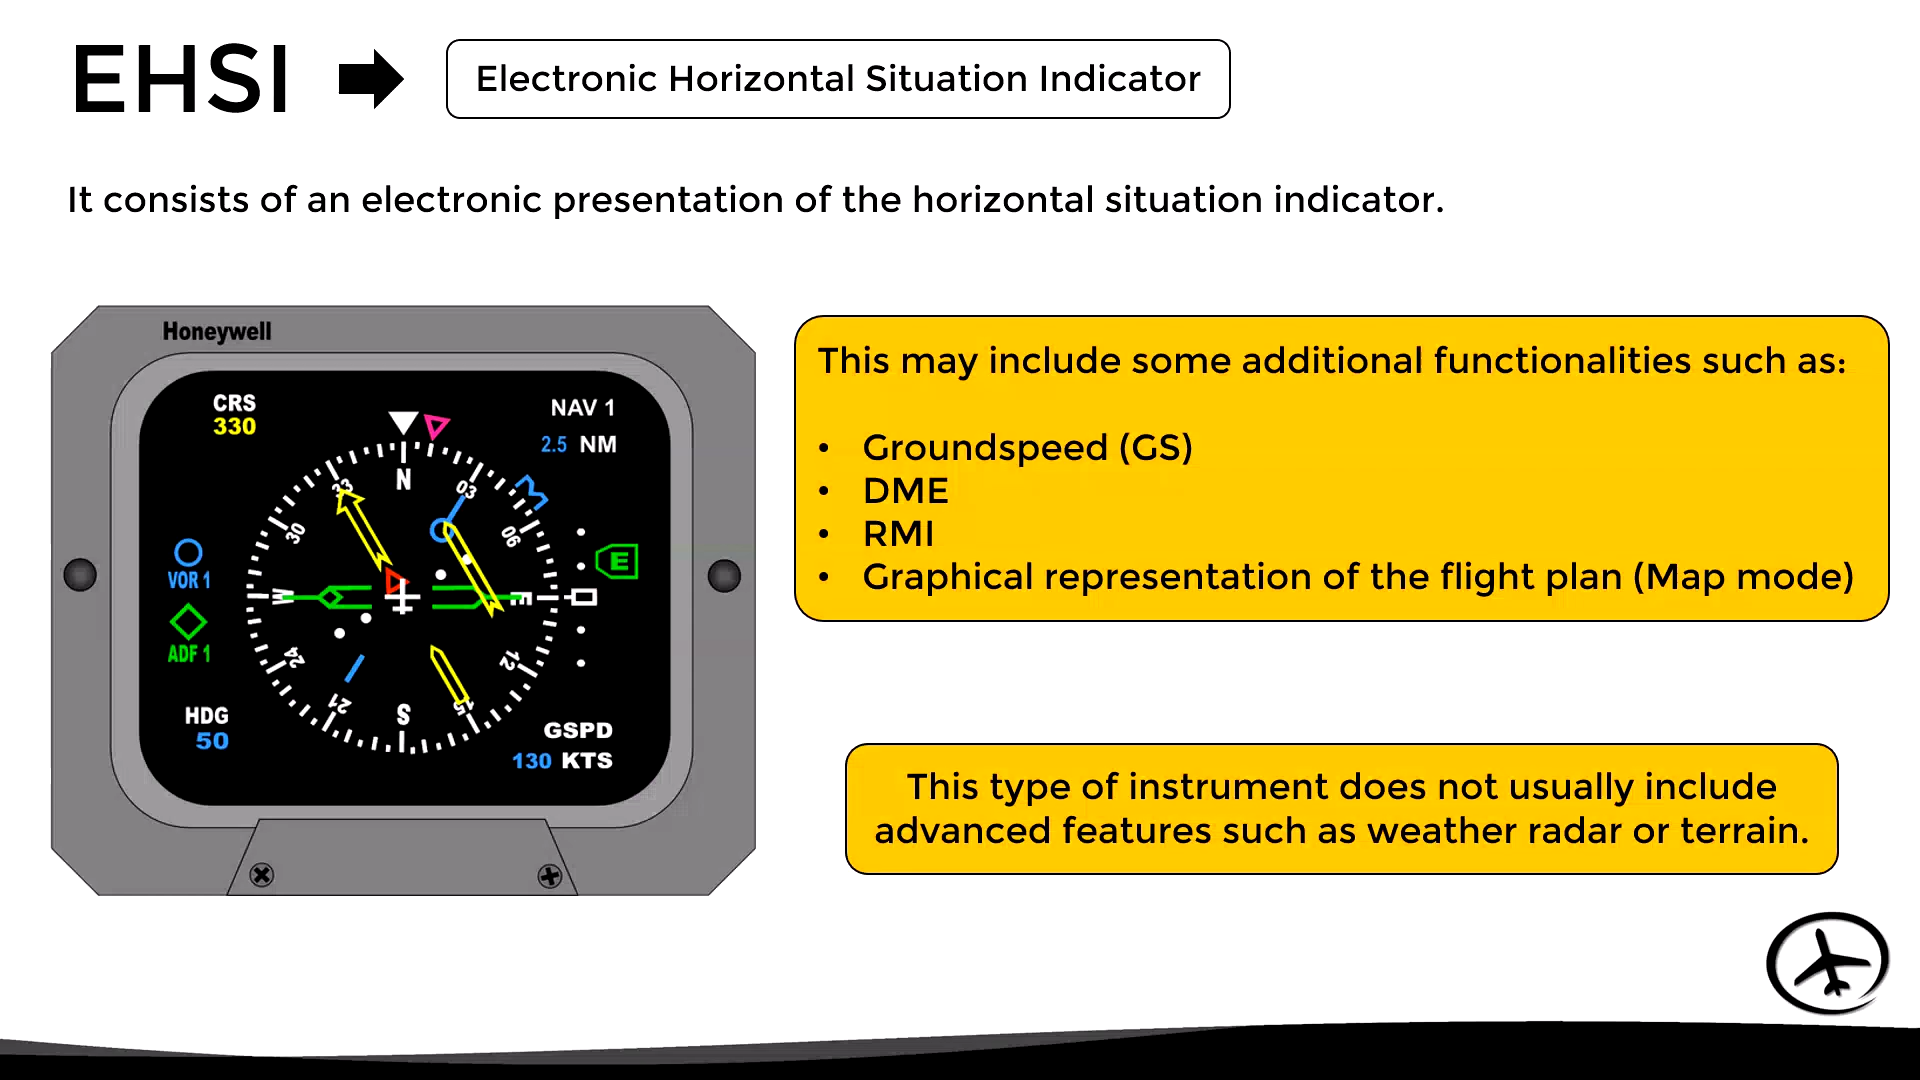 EHSI
Electronic Horizontal Situation Indicator
It consists of an electronic presentation of the horizontal situation indicator.
Honeywell
CRS
330
NAV 1
2.5 NM
N
33
03
30
06
W
E
E
24
12
21
15
S
VOR 1
ADF 1
HDG
50
GSPD
130 KTS
This may include some additional functionalities such as:
• Groundspeed (GS)
• DME
• RMI
• Graphical representation of the flight plan (Map mode)
This type of instrument does not usually include
advanced features such as weather radar or terrain.